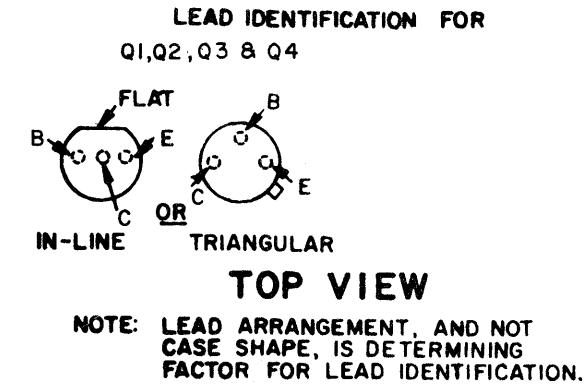 LEAD IDENTIFICATION FOR
Q1,Q2,Q3 & Q4
FLAT
B
E
C
IN-LINE
OR
B
C
E
TRIANGULAR
TOP VIEW
NOTE: LEAD ARRANGEMENT, AND NOT
CASE SHAPE, IS DETERMINING
FACTOR FOR LEAD IDENTIFICATION.